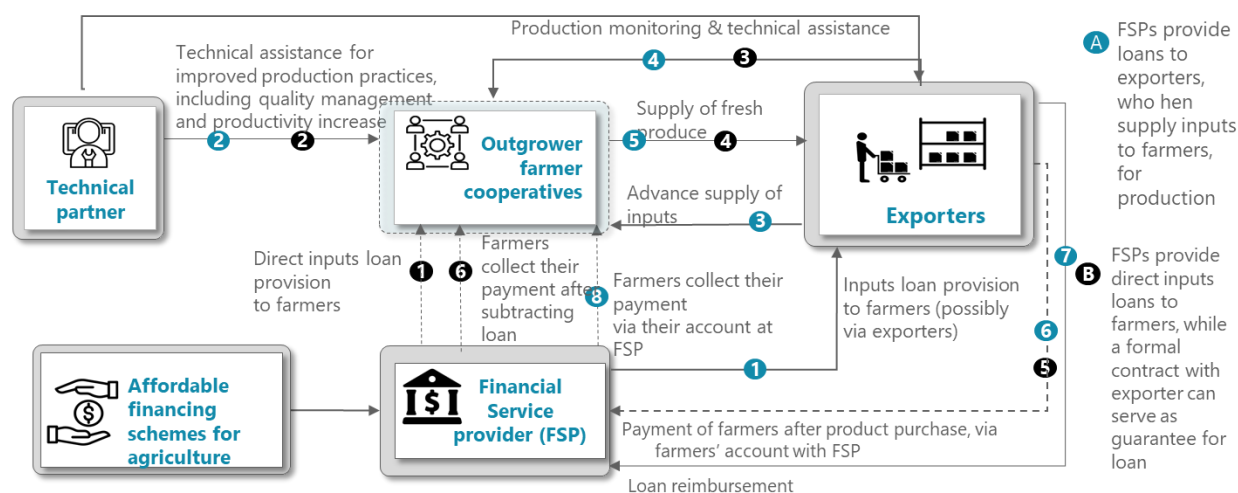 Production monitoring & technical assistance
4
3
Technical assistance for
improved production practices,
including quality management
and productivity increase
2
2
Technical
partner
Outgrower
farmer
cooperatives
Supply of fresh
produce
5
4
Advance supply of
inputs
3
Exporters
A
FSPs provide
loans to
exporters,
who hen
supply inputs
to farmers,
for
production
Direct inputs loan
provision
to farmers
1
6
Farmers
collect their
payment after
subtracting
loan
8
Farmers collect their
payment
via their account at
FSP
Inputs loan provision
to farmers (possibly
via exporters)
1
7
6
5
B
FSPs provide
direct inputs
loans to
farmers, while
a formal
contract with
exporter can
serve as
guarantee for
loan
Affordable
financing
schemes for
agriculture
$
$
Financial
Service
provider (FSP)
Payment of farmers after product purchase, via
farmers’ account with FSP
Loan reimbursement